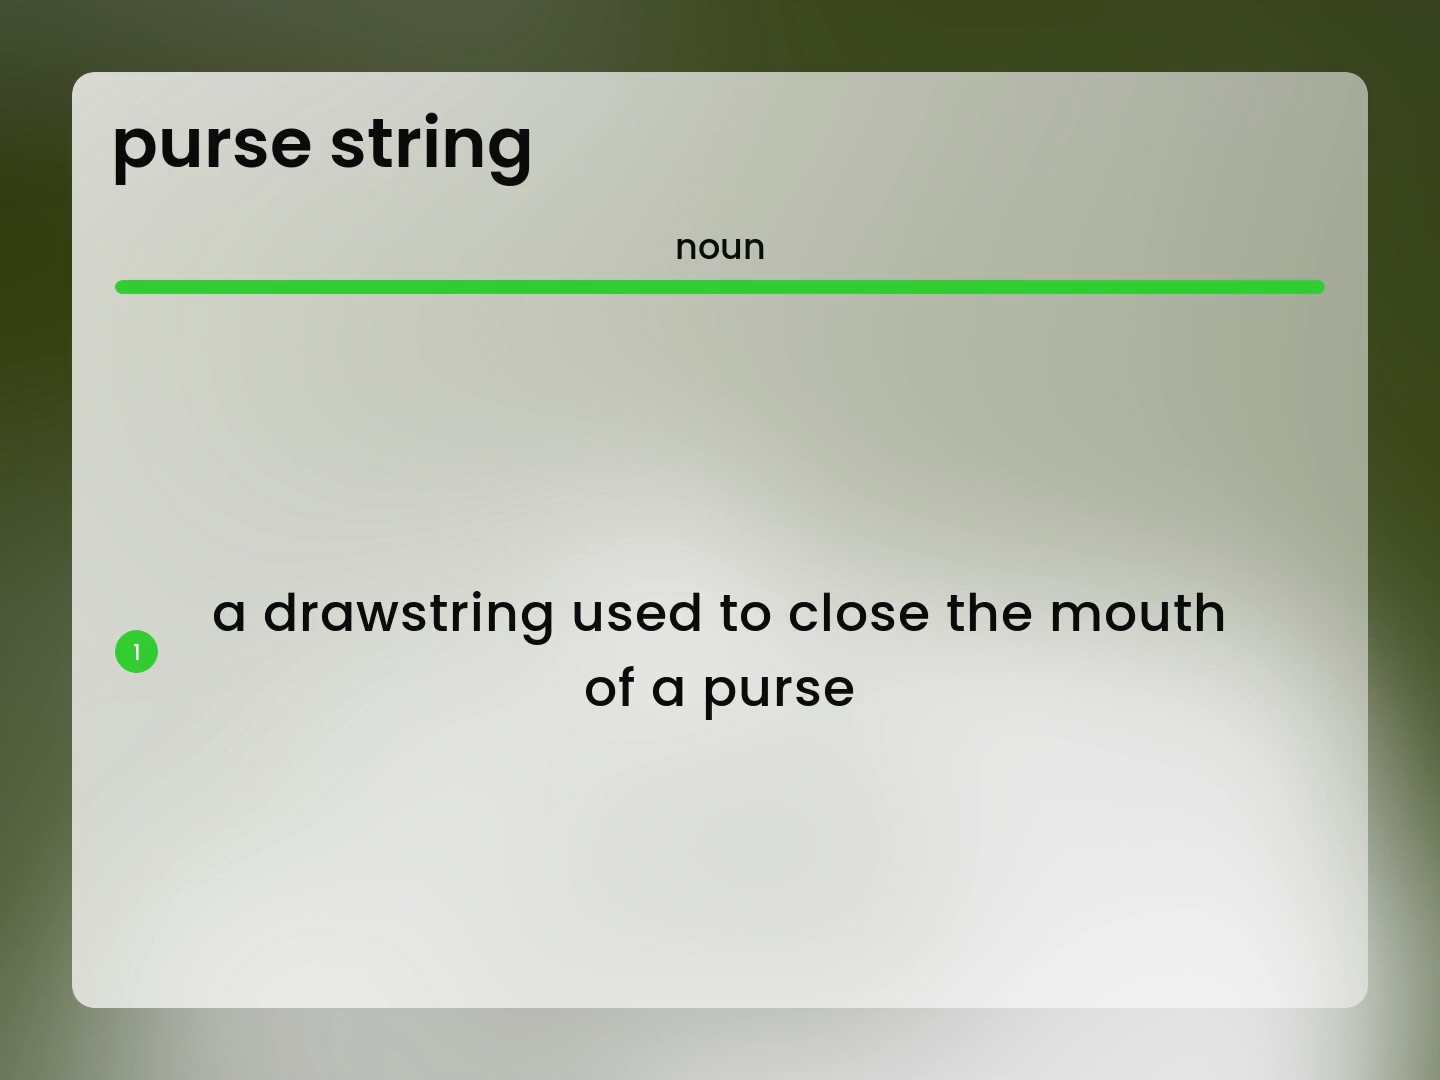 purse string
noun
1
a drawstring used to close the mouth
of a purse